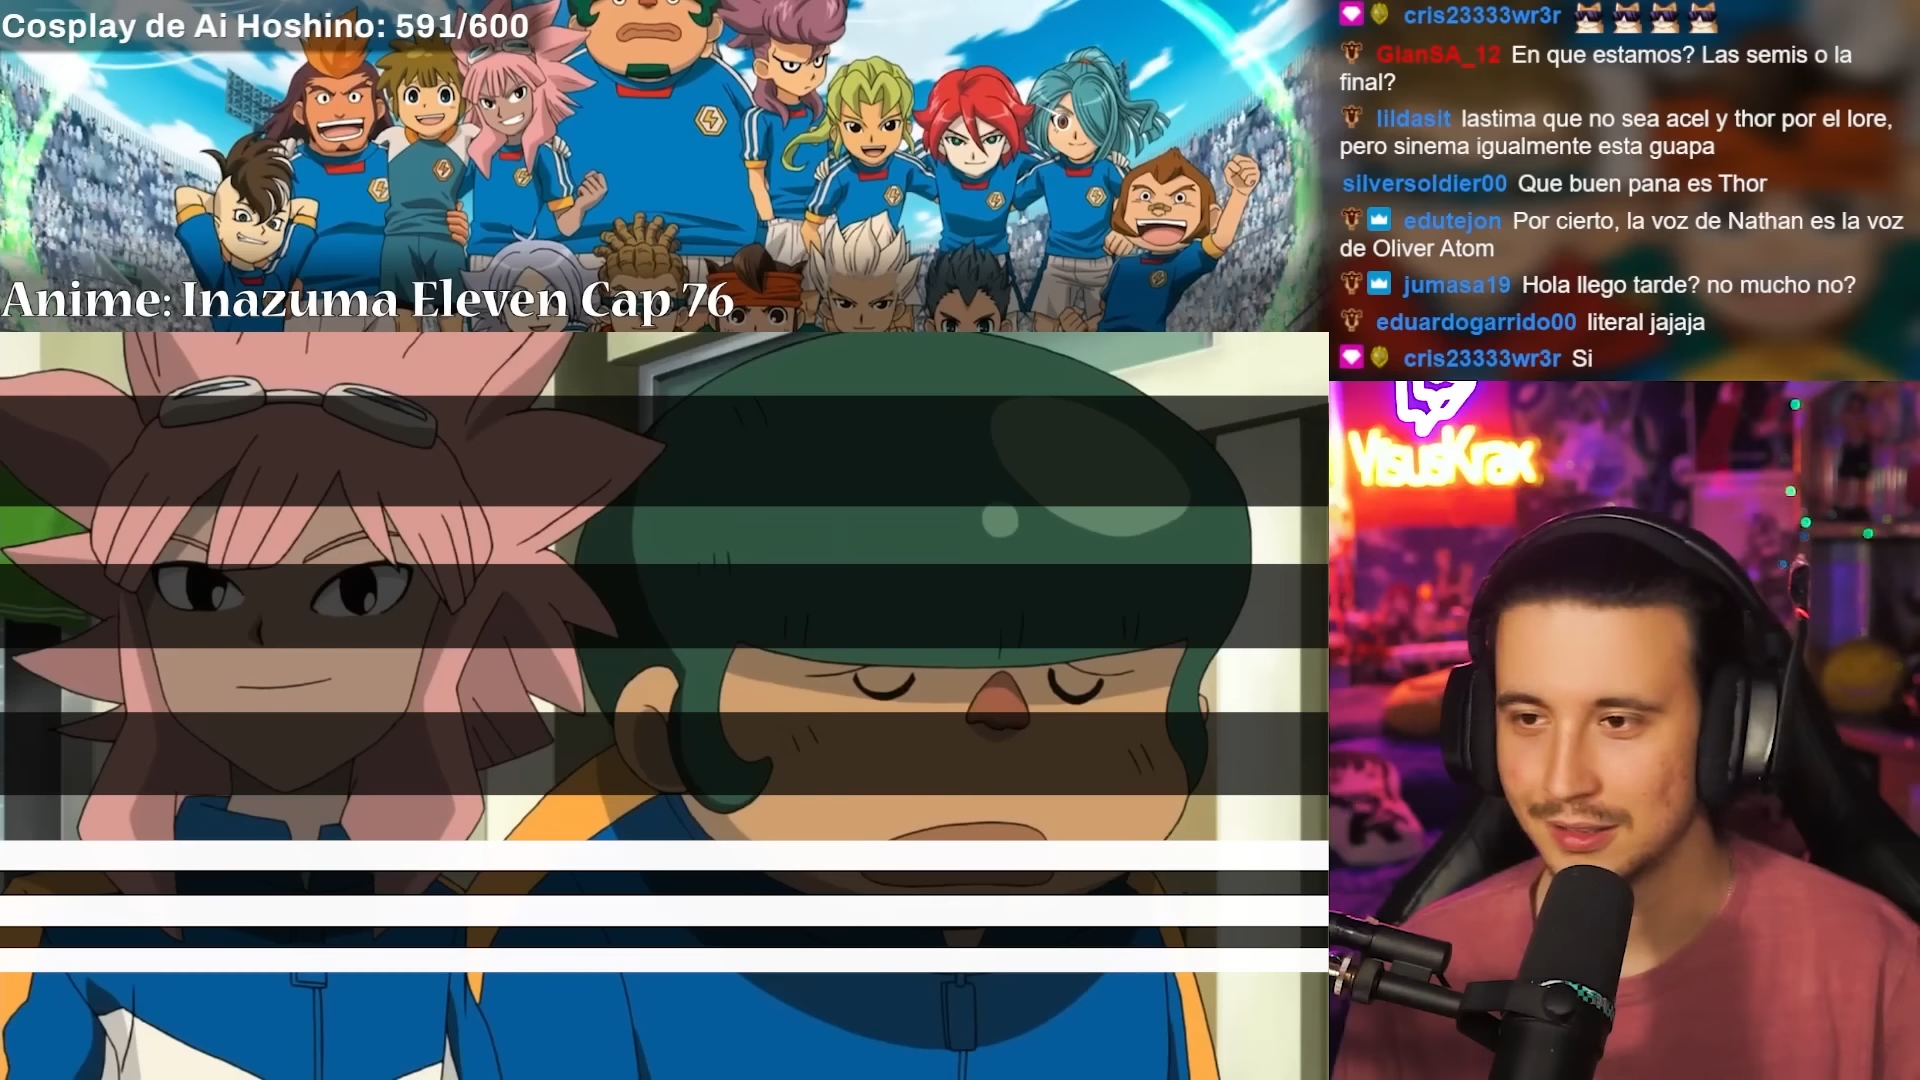 Cosplay de Ai Hoshino: 591/600
Anime: Inazuma Eleven Cap 76
cris23333wr3r
GianSA_12 En que estamos? Las semis o la
final?
lildasit lastima que no sea acel y thor por el lore,
pero sinema igualmente esta guapa
silversoldier00 Que buen pana es Thor
edutejon Por cierto, la voz de Nathan es la voz
de Oliver Atom
jumasa19 Hola llego tarde? no mucho no?
eduardogarrido00 literal jajaja
cris23333wr3r Si
VisusKrax